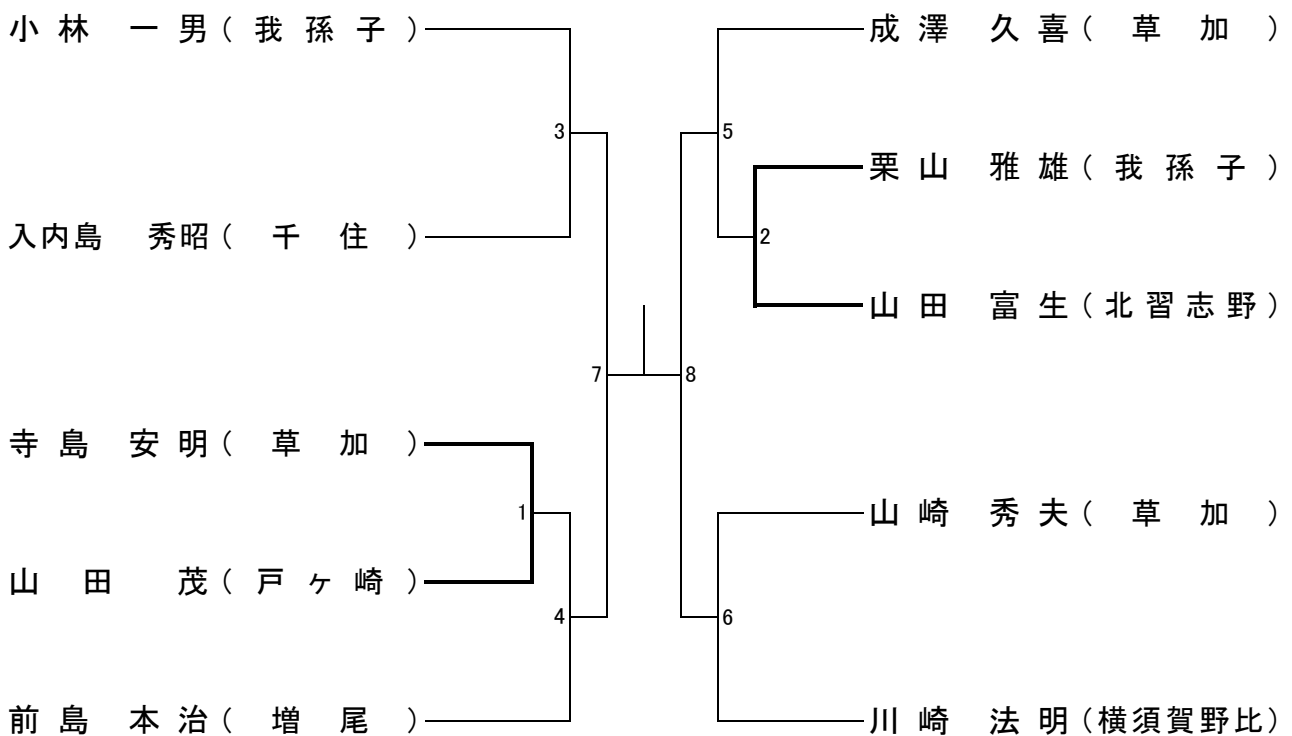 小林 一男(我孫子)
3
入内島 秀昭(千住)
7
寺島 安明(草加)
1
山田 茂(戸ヶ崎)
4
前島 本治(増尾)
成澤 久喜(草加)
5
栗山 雅雄(我孫子)
2
山田 富生(北習志野)
8
山崎 秀夫(草加)
6
川崎 法明(横須賀野比)